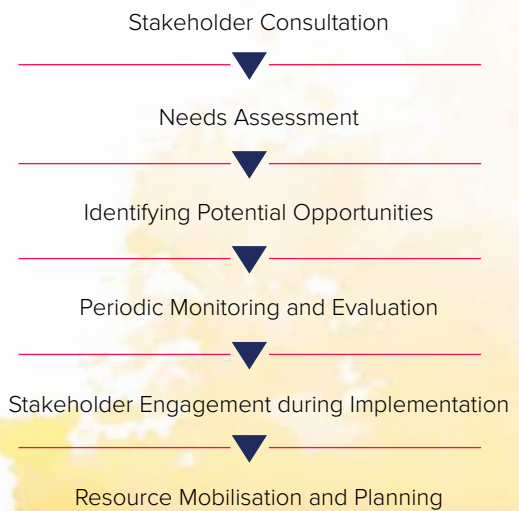 Stakeholder Consultation
Needs Assessment
Identifying Potential Opportunities
Periodic Monitoring and Evaluation
Stakeholder Engagement during Implementation
Resource Mobilisation and Planning